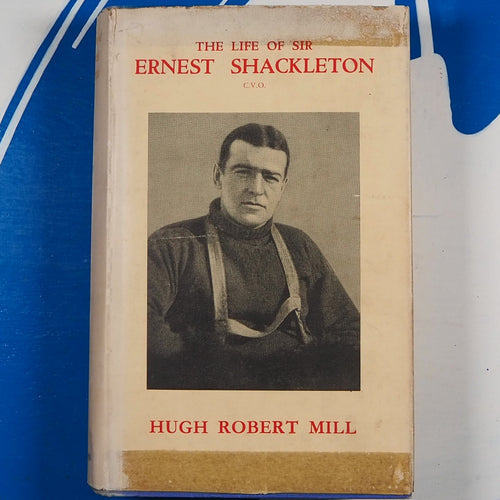 THE LIFE OF SIR
ERNEST SHACKLETON
C.V.O.
HUGH ROBERT MILL